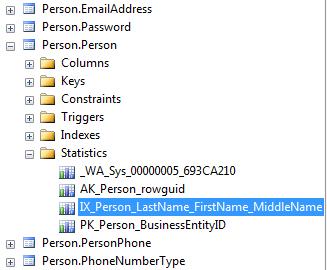 Person.EmailAddress
Person.Password
Person.Person
Columns
Keys
Constraints
Triggers
Indexes
Statistics
_WA_Sys_00000005_693CA210
AK_Person_rowguid
IX_Person_LastName_FirstName_MiddleName
PK_Person_BusinessEntityID
Person.PersonPhone
Person.PhoneNumberType